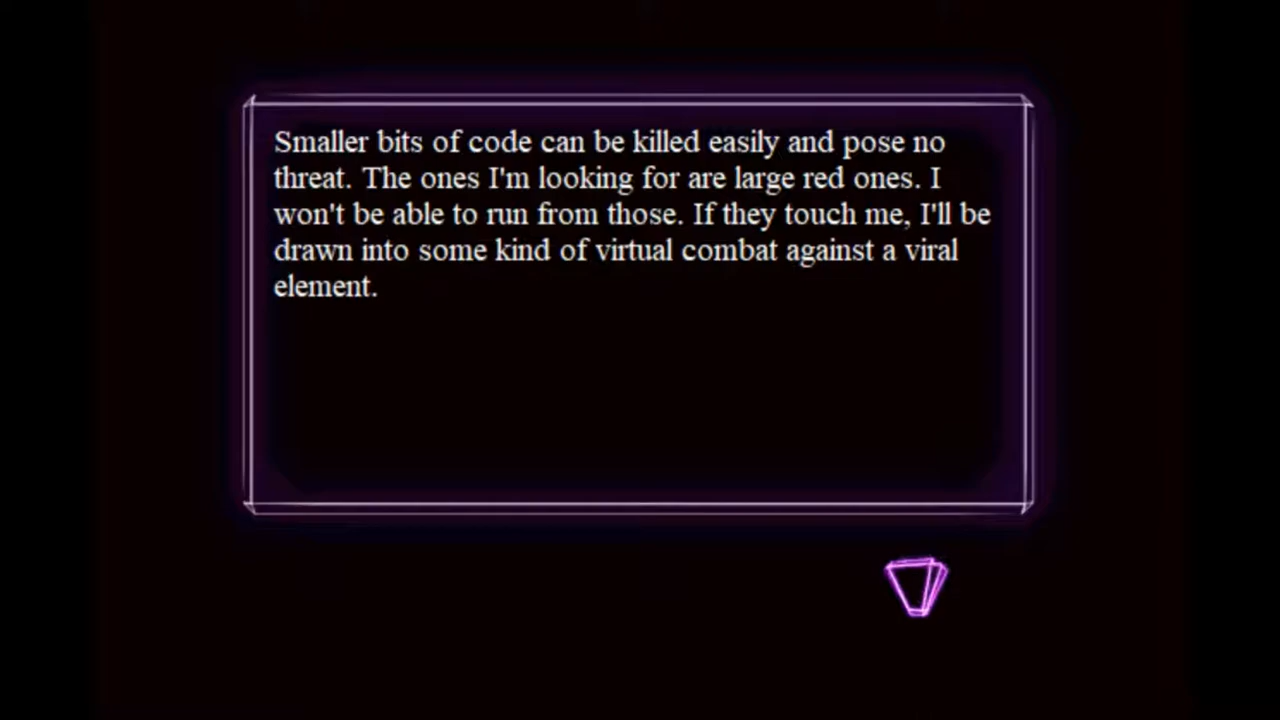 Smaller bits of code can be killed easily and pose no
threat. The ones I'm looking for are large red ones. I
won't be able to run from those. If they touch me, I'll be
drawn into some kind of virtual combat against a viral
element.